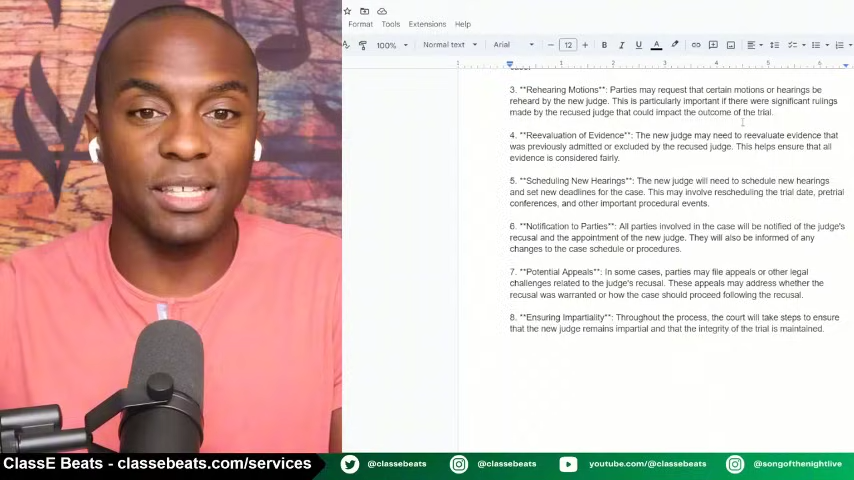 Format Tools Extensions Help
100% Normal text Arial 12 B I U A
3. **Rehearing Motions**: Parties may request that certain motions or hearings be
reheard by the new judge. This is particularly important if there were significant rulings
made by the recused judge that could impact the outcome of the trial.
4. **Reevaluation of Evidence**: The new judge may need to reevaluate evidence that
was previously admitted or excluded by the recused judge. This helps ensure that all
evidence is considered fairly.
5. **Scheduling New Hearings**: The new judge will need to schedule new hearings
and set new deadlines for the case. This may involve rescheduling the trial date, pretrial
conferences, and other important procedural events.
6. **Notification to Parties**: All parties involved in the case will be notified of the judge's
recusal and the appointment of the new judge. They will also be informed of any
changes to the case schedule or procedures.
7. **Potential Appeals**: In some cases, parties may file appeals or other legal
challenges related to the judge's recusal. These appeals may address whether the
recusal was warranted or how the case should proceed following the recusal.
8. **Ensuring Impartiality**: Throughout the process, the court will take steps to ensure
that the new judge remains impartial and that the integrity of the trial is maintained.
ClassE Beats - classebeats.com/services @classebeats @classebeats youtube.com/@classebeats @songofthenightlive